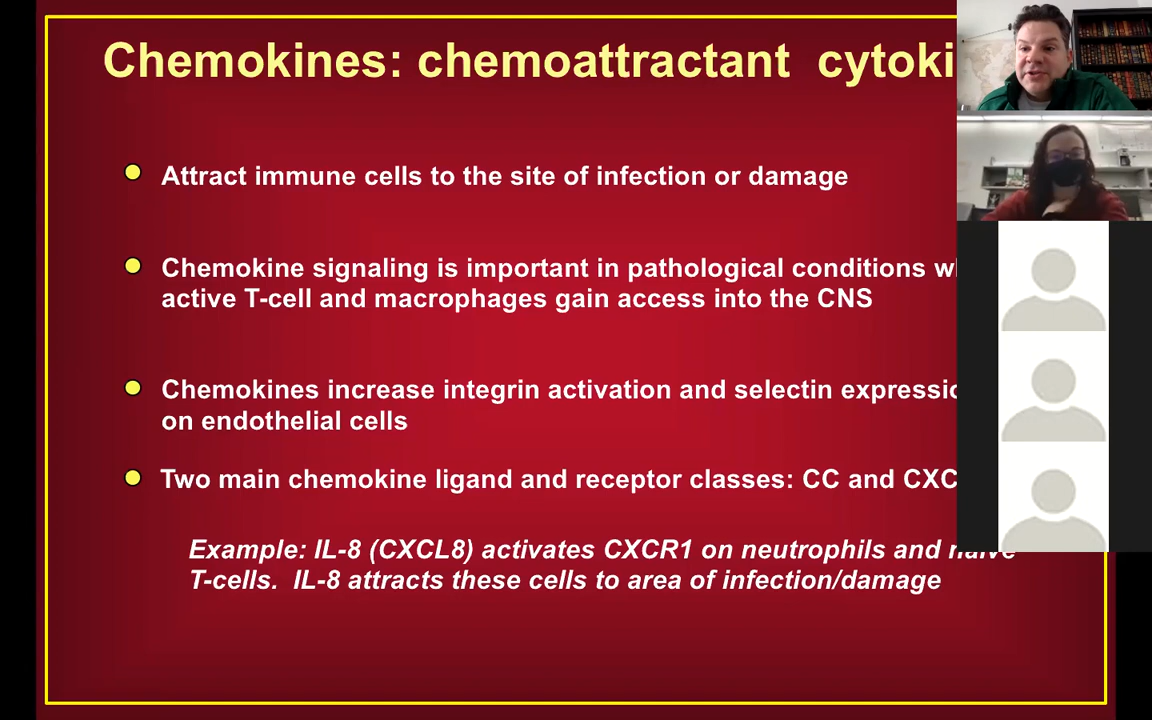 Chemokines: chemoattractant cytoki
Attract immune cells to the site of infection or damage
Chemokine signaling is important in pathological conditions
active T-cell and macrophages gain access into the CNS
Chemokines increase integrin activation and selectin expressio
on endothelial cells
Two main chemokine ligand and receptor classes: CC and CXC
Example: IL-8 (CXCL8) activates CXCR1 on neutrophils and naïve
T-cells. IL-8 attracts these cells to area of infection/damage